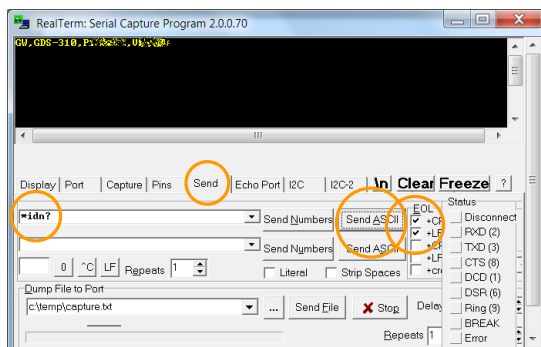 RealTerm: Serial Capture Program 2.0.0.70
GW,GDS-310,
Display Port Capture Pins Send Echo Port I2C I2C-2 \n Clear Freeze ?
*idn? Send Numbers Send ASCII
EOL
+CR
+LF
Send Numbers Send ASCII
+CR
+LF
0 ^C LF Repeats 1 Literal Strip Spaces
Dump File to Port
c:\temp\capture.txt ... Send File Stop
Repeats 1
Status
Disconnect
RXD (2)
TXD (3)
CTS (8)
DCD (1)
DSR (6)
Ring (9)
BREAK
Error